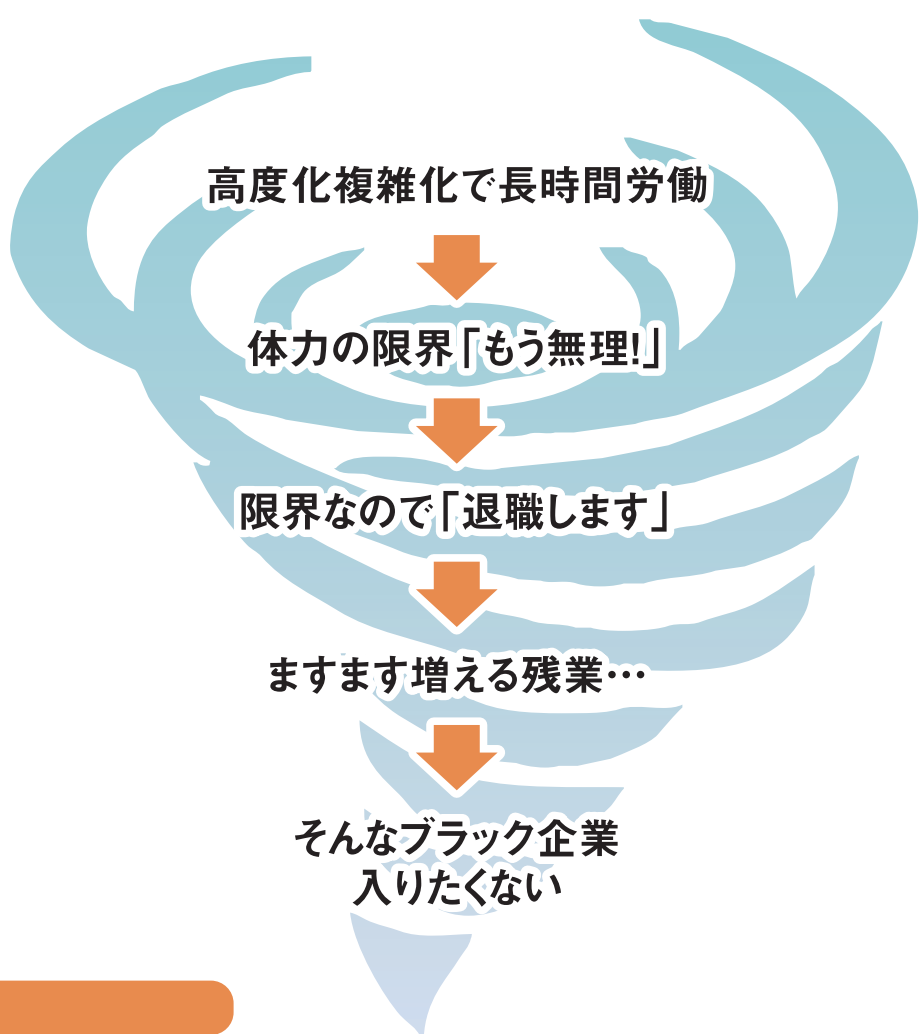 高度化複雑化で長時間労働
体力の限界「もう無理!」
限界なので「退職します」
ますます増える残業…
そんなブラック企業
入りたくない